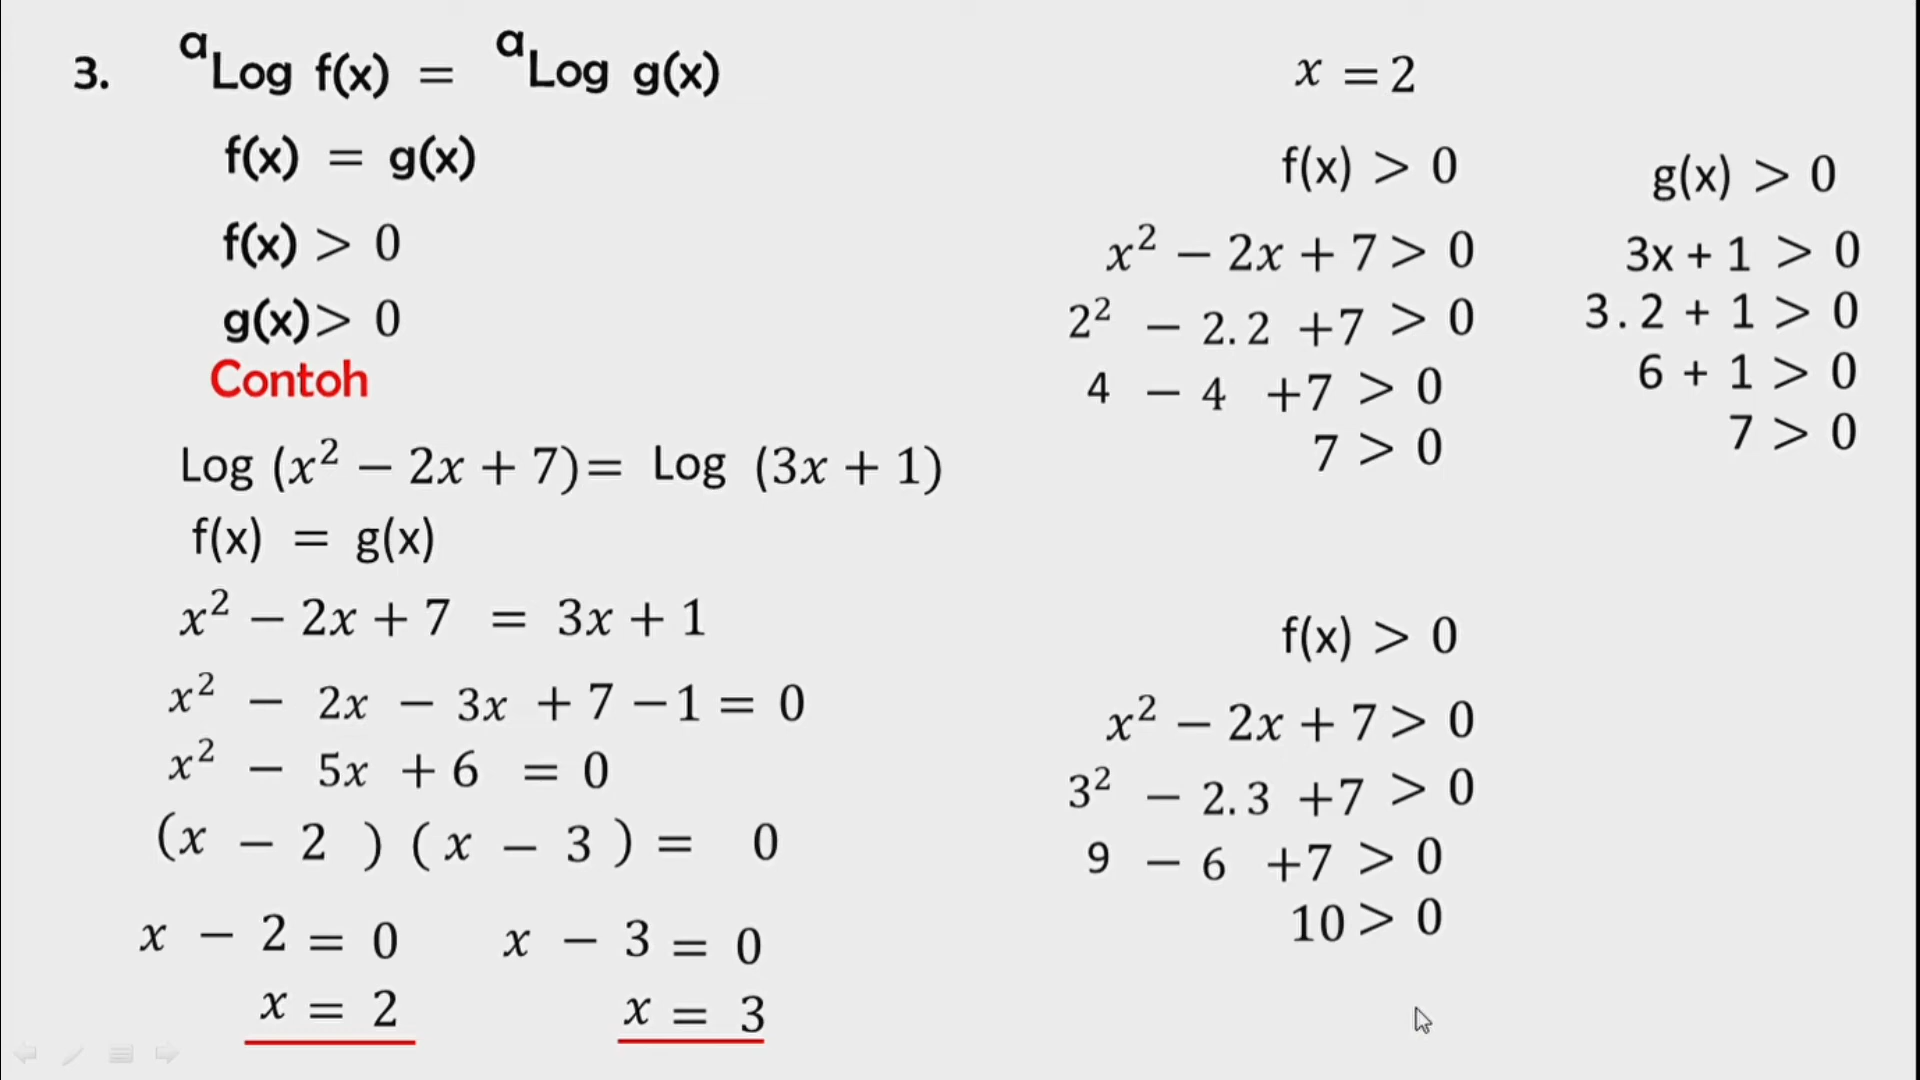 3. ᵃLog f(x) = ᵃLog g(x)
f(x) = g(x)
f(x) > 0
g(x) > 0
Contoh
Log (x² − 2x + 7) = Log (3x + 1)
f(x) = g(x)
x² − 2x + 7 = 3x + 1
x² − 2x − 3x + 7 − 1 = 0
x² − 5x + 6 = 0
(x − 2) (x − 3) = 0
x − 2 = 0 x − 3 = 0
x = 2 x = 3
x = 2
f(x) > 0
x² − 2x + 7 > 0
2² − 2.2 +7 > 0
4 − 4 +7 > 0
7 > 0
g(x) > 0
3x + 1 > 0
3.2 + 1 > 0
6 + 1 > 0
7 > 0
f(x) > 0
x² − 2x + 7 > 0
3² − 2.3 +7 > 0
9 − 6 +7 > 0
10 > 0